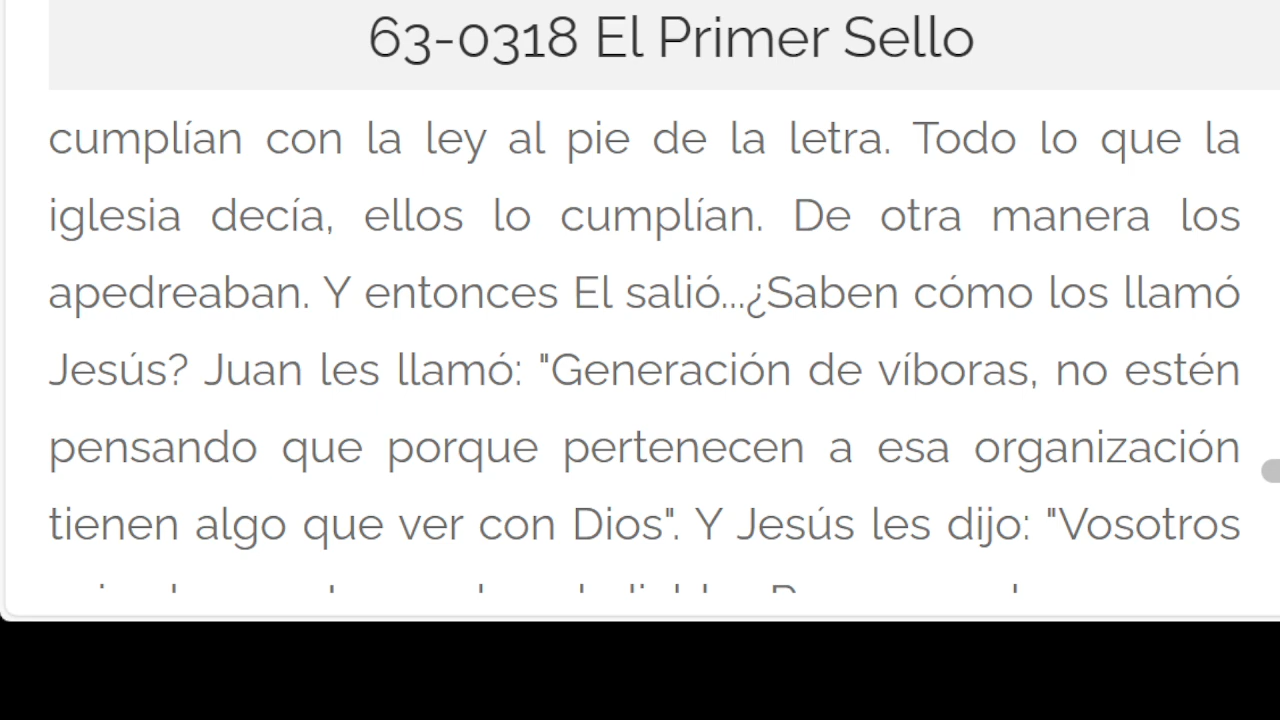 63-0318 El Primer Sello
cumplían con la ley al pie de la letra. Todo lo que la
iglesia decía, ellos lo cumplían. De otra manera los
apedreaban. Y entonces El salió...¿Saben cómo los llamó
Jesús? Juan les llamó: "Generación de víboras, no estén
pensando que porque pertenecen a esa organización
tienen algo que ver con Dios". Y Jesús les dijo: "Vosotros